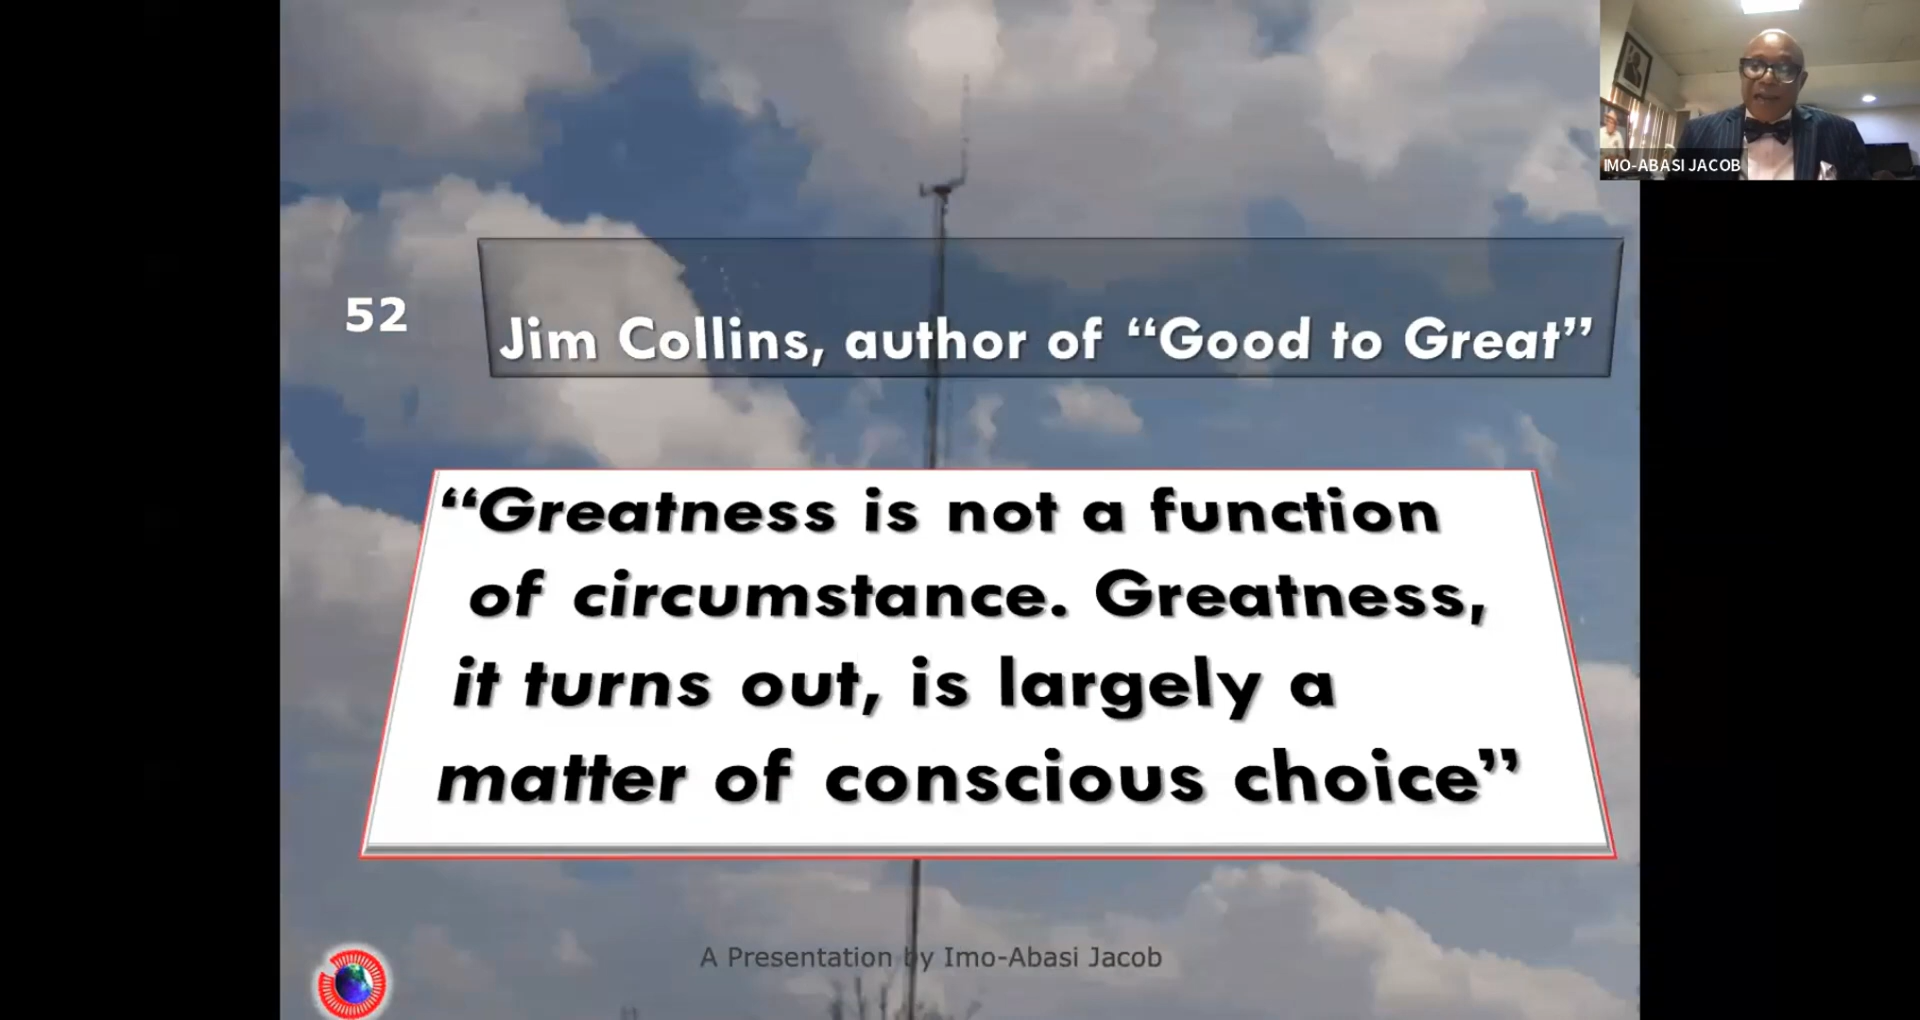 IMO-ABASI JACOB
52
Jim Collins, author of “Good to Great”
“Greatness is not a function
of circumstance. Greatness,
it turns out, is largely a
matter of conscious choice”
A Presentation by Imo-Abasi Jacob